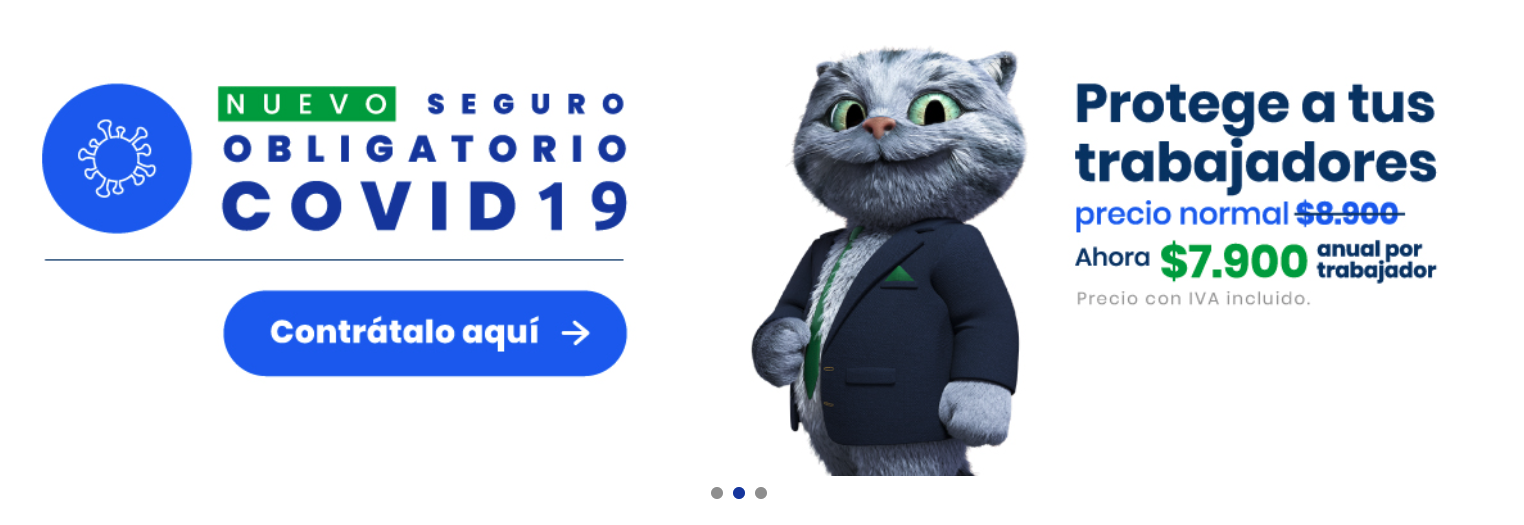 NUEVO SEGURO
OBLIGATORIO
COVID19
Contrátalo aquí
Protege a tus
trabajadores
precio normal $8.900
Ahora $7.900 anual por
trabajador
Precio con IVA incluido.